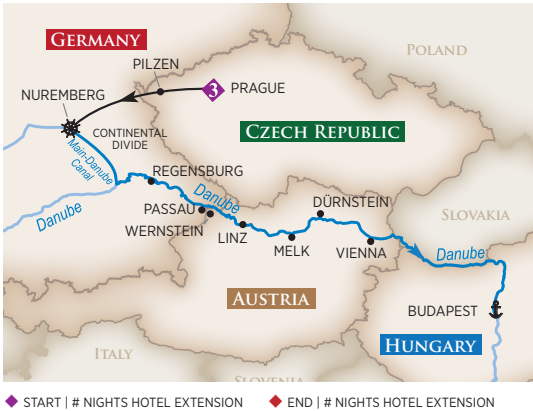 GERMANY
POLAND
PILZEN
3
PRAGUE
NUREMBERG
CONTINENTAL
DIVIDE
CZECH REPUBLIC
Main-Danube
Canal
REGENSBURG
Danube
Danube
PASSAU
WERNSTEIN
LINZ
MELK
DÜRNSTEIN
VIENNA
SLOVAKIA
Danube
AUSTRIA
BUDAPEST
HUNGARY
ITALY
SLOVENIA
START | # NIGHTS HOTEL EXTENSION
END | # NIGHTS HOTEL EXTENSION